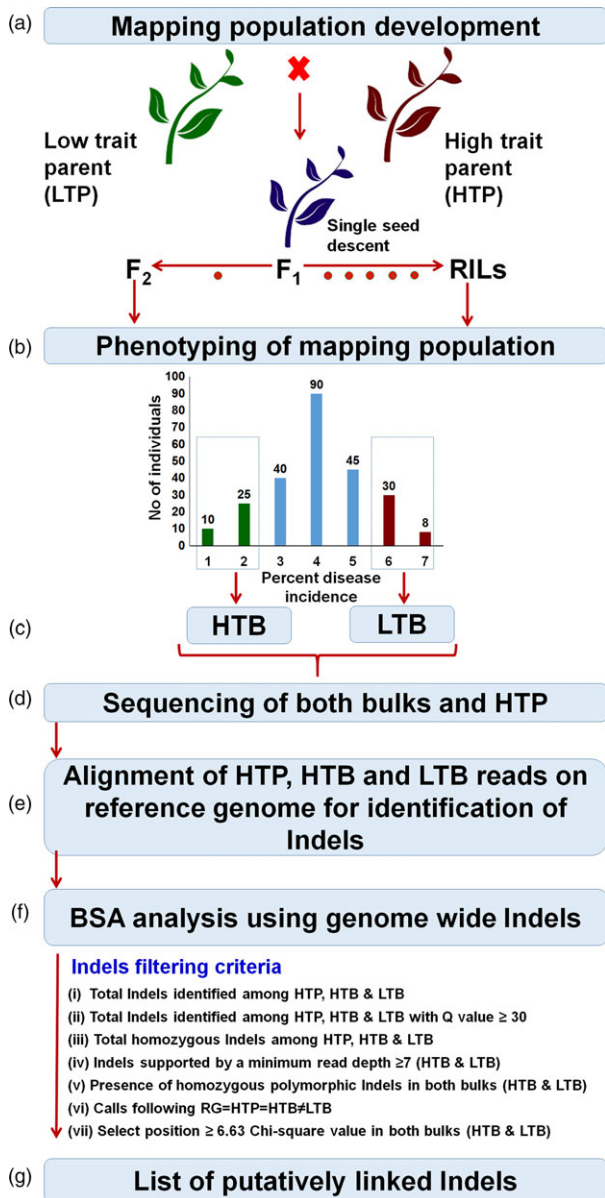 (a) Mapping population development
Low trait
parent
(LTP)
High trait
parent
(HTP)
Single seed
descent
F₂ F₁ RILs
(b) Phenotyping of mapping population
No of individuals
100
90
80
70
60
50
40
30
20
10
0
10 25 40 90 45 30 8
1 2 3 4 5 6 7
Percent disease
incidence
(c) HTB LTB
(d) Sequencing of both bulks and HTP
(e) Alignment of HTP, HTB and LTB reads on
reference genome for identification of
Indels
(f) BSA analysis using genome wide Indels
Indels filtering criteria
(i) Total Indels identified among HTP, HTB & LTB
(ii) Total Indels identified among HTP, HTB & LTB with Q value ≥ 30
(iii) Total homozygous Indels among HTP, HTB & LTB
(iv) Indels supported by a minimum read depth ≥7 (HTB & LTB)
(v) Presence of homozygous polymorphic Indels in both bulks (HTB & LTB)
(vi) Calls following RG=HTP=HTB≠LTB
(vii) Select position ≥ 6.63 Chi-square value in both bulks (HTB & LTB)
(g) List of putatively linked Indels